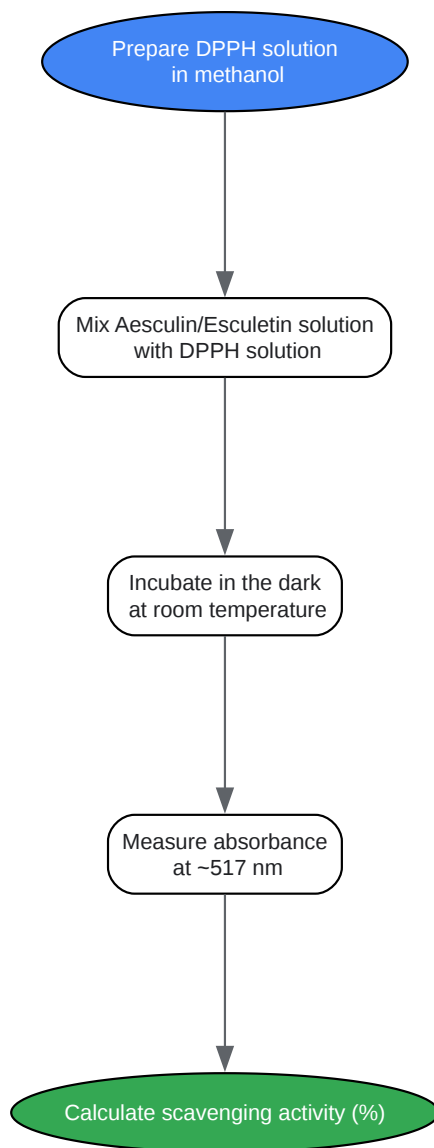 Prepare DPPH solution
in methanol
Mix Aesculin/Esculetin solution
with DPPH solution
Incubate in the dark
at room temperature
Measure absorbance
at ~517 nm
Calculate scavenging activity (%)